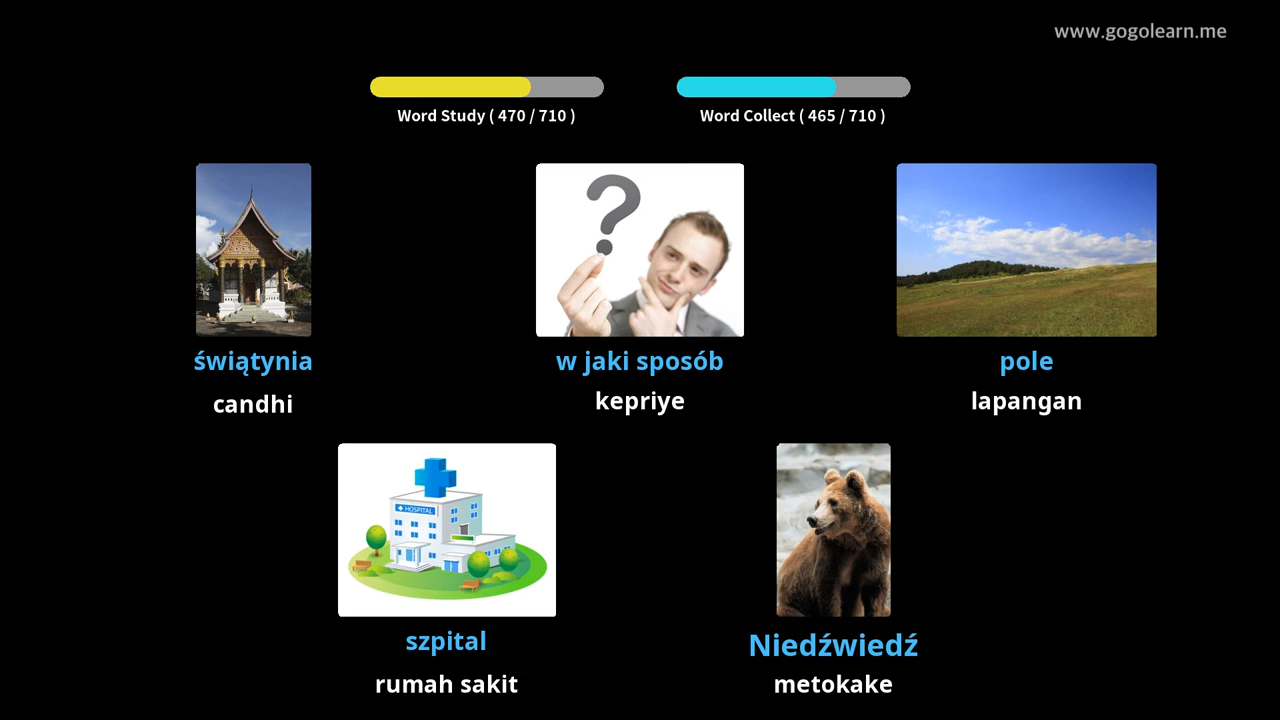 www.gogolearn.me
Word Study ( 470 / 710 )
Word Collect ( 465 / 710 )
świątynia
w jaki sposób
pole
candhi
kepriye
lapangan
HOSPITAL
szpital
Niedźwiedź
rumah sakit
metokake